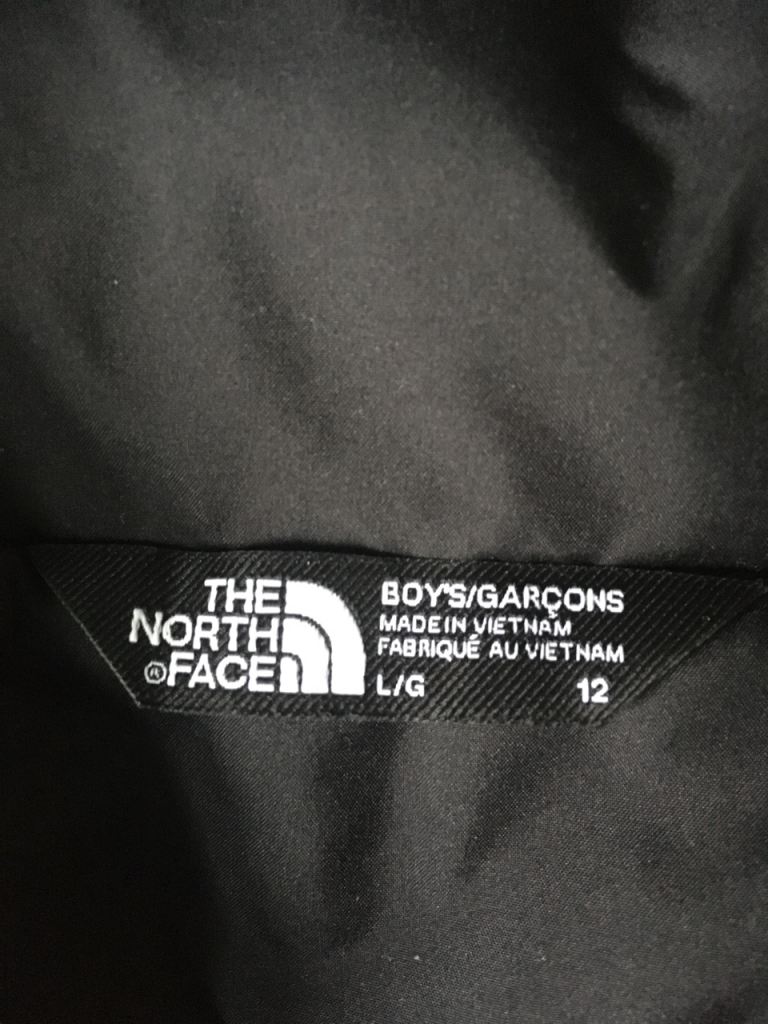 THE
NORTH
®FACE
BOY'S/GARÇONS
MADE IN VIETNAM
FABRIQUÉ AU VIETNAM
L/G 12